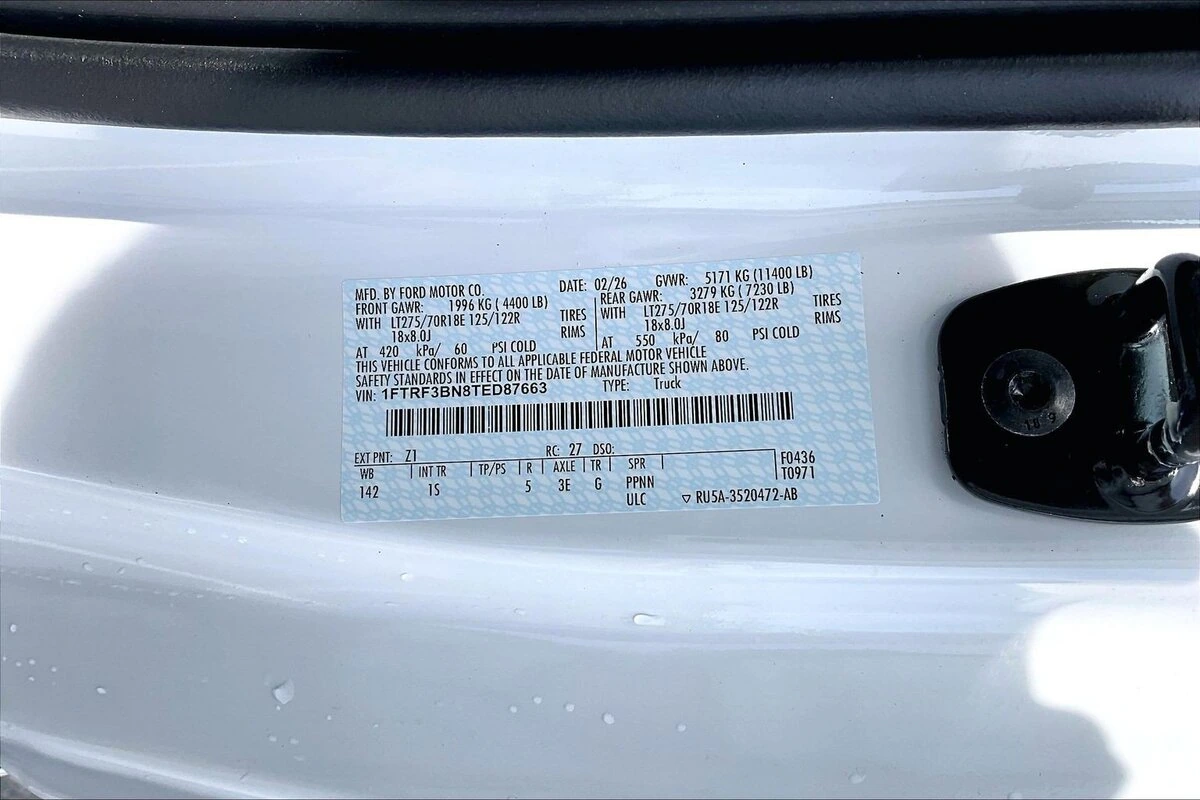 MFD. BY FORD MOTOR CO. DATE: 02/26 GVWR: 5171 KG (11400 LB)
FRONT GAWR: 1996 KG ( 4400 LB) REAR GAWR: 3279 KG ( 7230 LB)
WITH LT275/70R18E 125/122R TIRES WITH LT275/70R18E 125/122R TIRES
18x8.0J RIMS 18x8.0J RIMS
AT 420 kPa/ 60 PSI COLD AT 550 kPa/ 80 PSI COLD
THIS VEHICLE CONFORMS TO ALL APPLICABLE FEDERAL MOTOR VEHICLE
SAFETY STANDARDS IN EFFECT ON THE DATE OF MANUFACTURE SHOWN ABOVE.
VIN: 1FTRF3BN8TED87663 TYPE: Truck
EXT PNT: Z1 RC: 27 DSO:
WB INT TR TP/PS R AXLE TR SPR F0436
142 1S 5 3E G PPNN T0971
ULC ▽ RU5A-3520472-AB